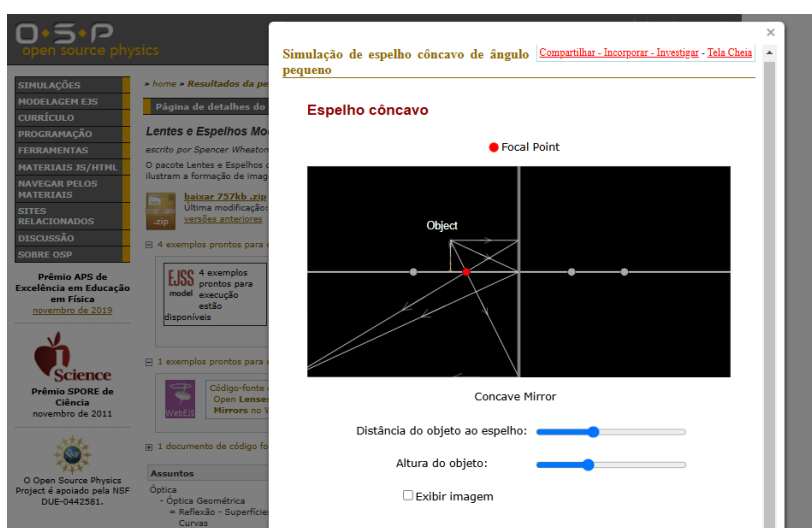 O·S·P
open source physics
SIMULAÇÕES
MODELAGEM EJS
CURRÍCULO
PROGRAMAÇÃO
FERRAMENTAS
MATERIAIS JS/HTML
NAVEGAR PELOS
MATERIAIS
SITES
RELACIONADOS
DISCUSSÃO
SOBRE OSP
Prêmio APS de
Excelência em Educação
em Física
novembro de 2019
Science
Prêmio SPORE de
Ciência
novembro de 2011
O Open Source Physics
Project é apoiado pela NSF
DUE-0442581.
» home » Resultados da
Página de detalhes do
Lentes e Espelhos
escrito por Spencer Wheaton
O pacote Lentes e Espelhos
ilustram a formação de
.zip
baixar 757kb .zip
Última modificação:
versões anteriores
4 exemplos prontos para
EJSS
model
4 exemplos
prontos para
execução
estão
disponíveis
1 exemplos prontos para
WebEJS
Código-fonte
Open
Mirrors no
1 documento de código
Assuntos
Óptica
- Óptica Geométrica
= Reflexão -
Curvas
×
Simulação de espelho côncavo de ângulo
pequeno
Compartilhar - Incorporar - Investigar - Tela Cheia
Espelho côncavo
Focal Point
Object
Concave Mirror
Distância do objeto ao espelho:
Altura do objeto:
Exibir imagem